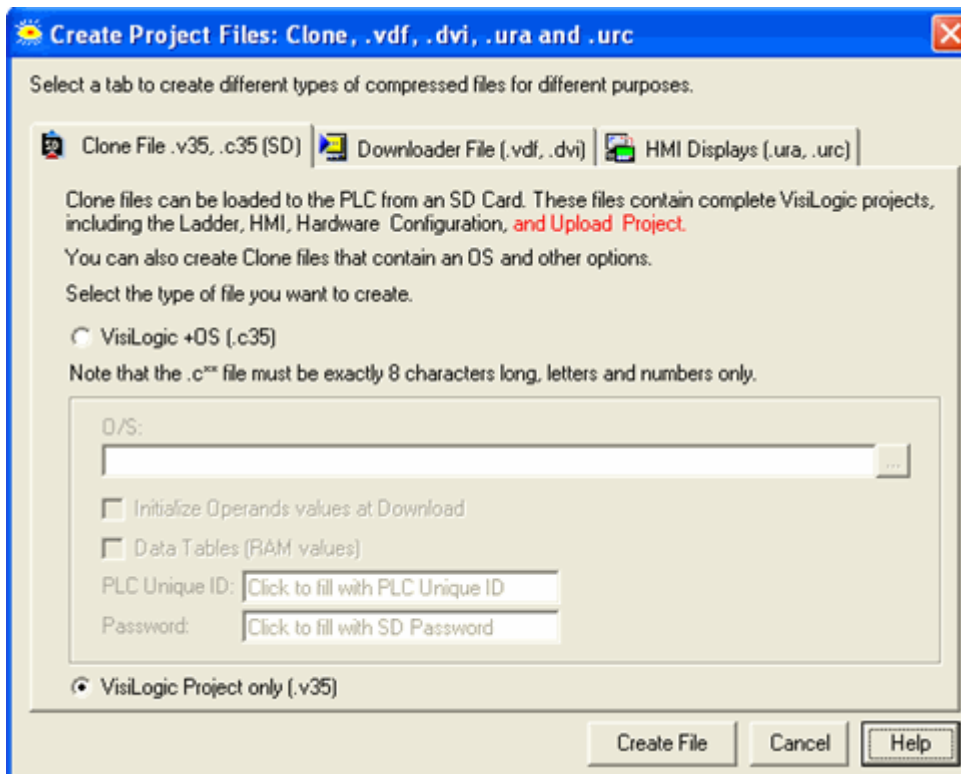 Create Project Files: Clone, .vdf, .dvi, .ura and .urc
Select a tab to create different types of compressed files for different purposes.
Clone File .v35, .c35 (SD)
Downloader File (.vdf, .dvi)
HMI Displays (.ura, .urc)
Clone files can be loaded to the PLC from an SD Card. These files contain complete VisiLogic projects,
including the Ladder, HMI, Hardware Configuration, and Upload Project.
You can also create Clone files that contain an OS and other options.
Select the type of file you want to create.
VisiLogic +OS (.c35)
Note that the .c** file must be exactly 8 characters long, letters and numbers only.
O/S:
...
Initialize Operands values at Download
Data Tables (RAM values)
PLC Unique ID: Click to fill with PLC Unique ID
Password: Click to fill with SD Password
VisiLogic Project only (.v35)
Create File
Cancel
Help